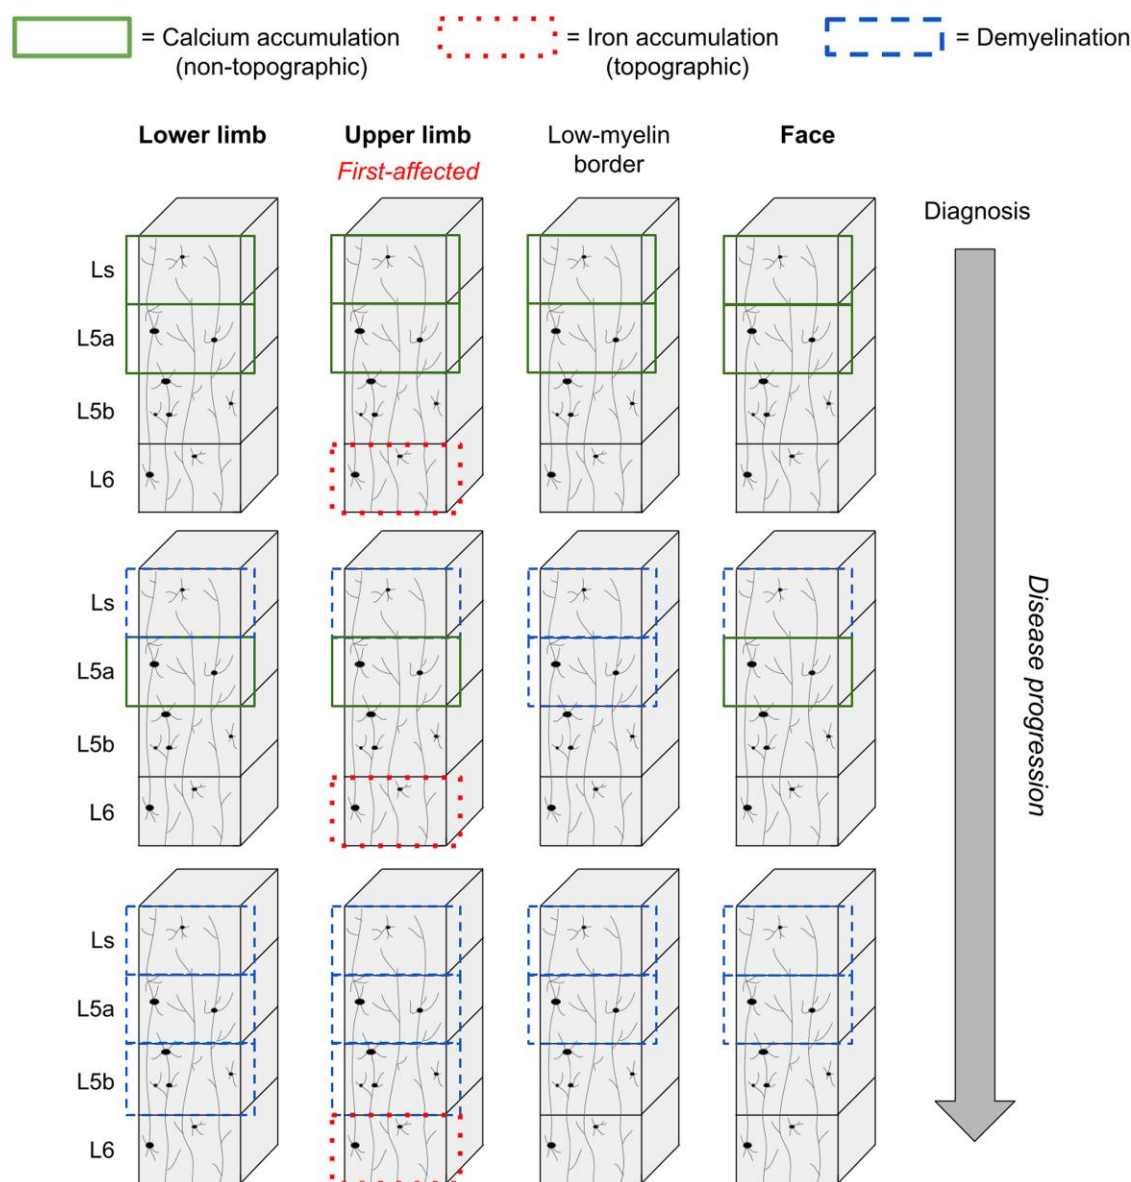 = Calcium accumulation
(non-topographic)
= Iron accumulation
(topographic)
= Demyelination
Lower limb
Upper limb
First-affected
Low-myelin
border
Face
Diagnosis
Ls
L5a
L5b
L6
Ls
L5a
L5b
L6
Disease progression
Ls
L5a
L5b
L6